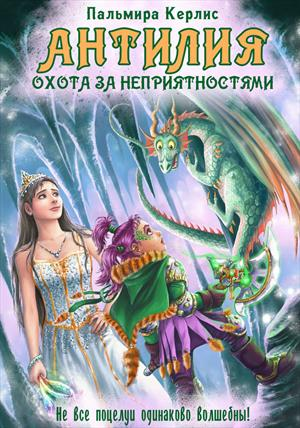 Пальмира Керлис
АНТИЛИЯ
ОХОТА ЗА НЕПРИЯТНОСТЯМИ
Не все поцелуи одинаково волшебны!